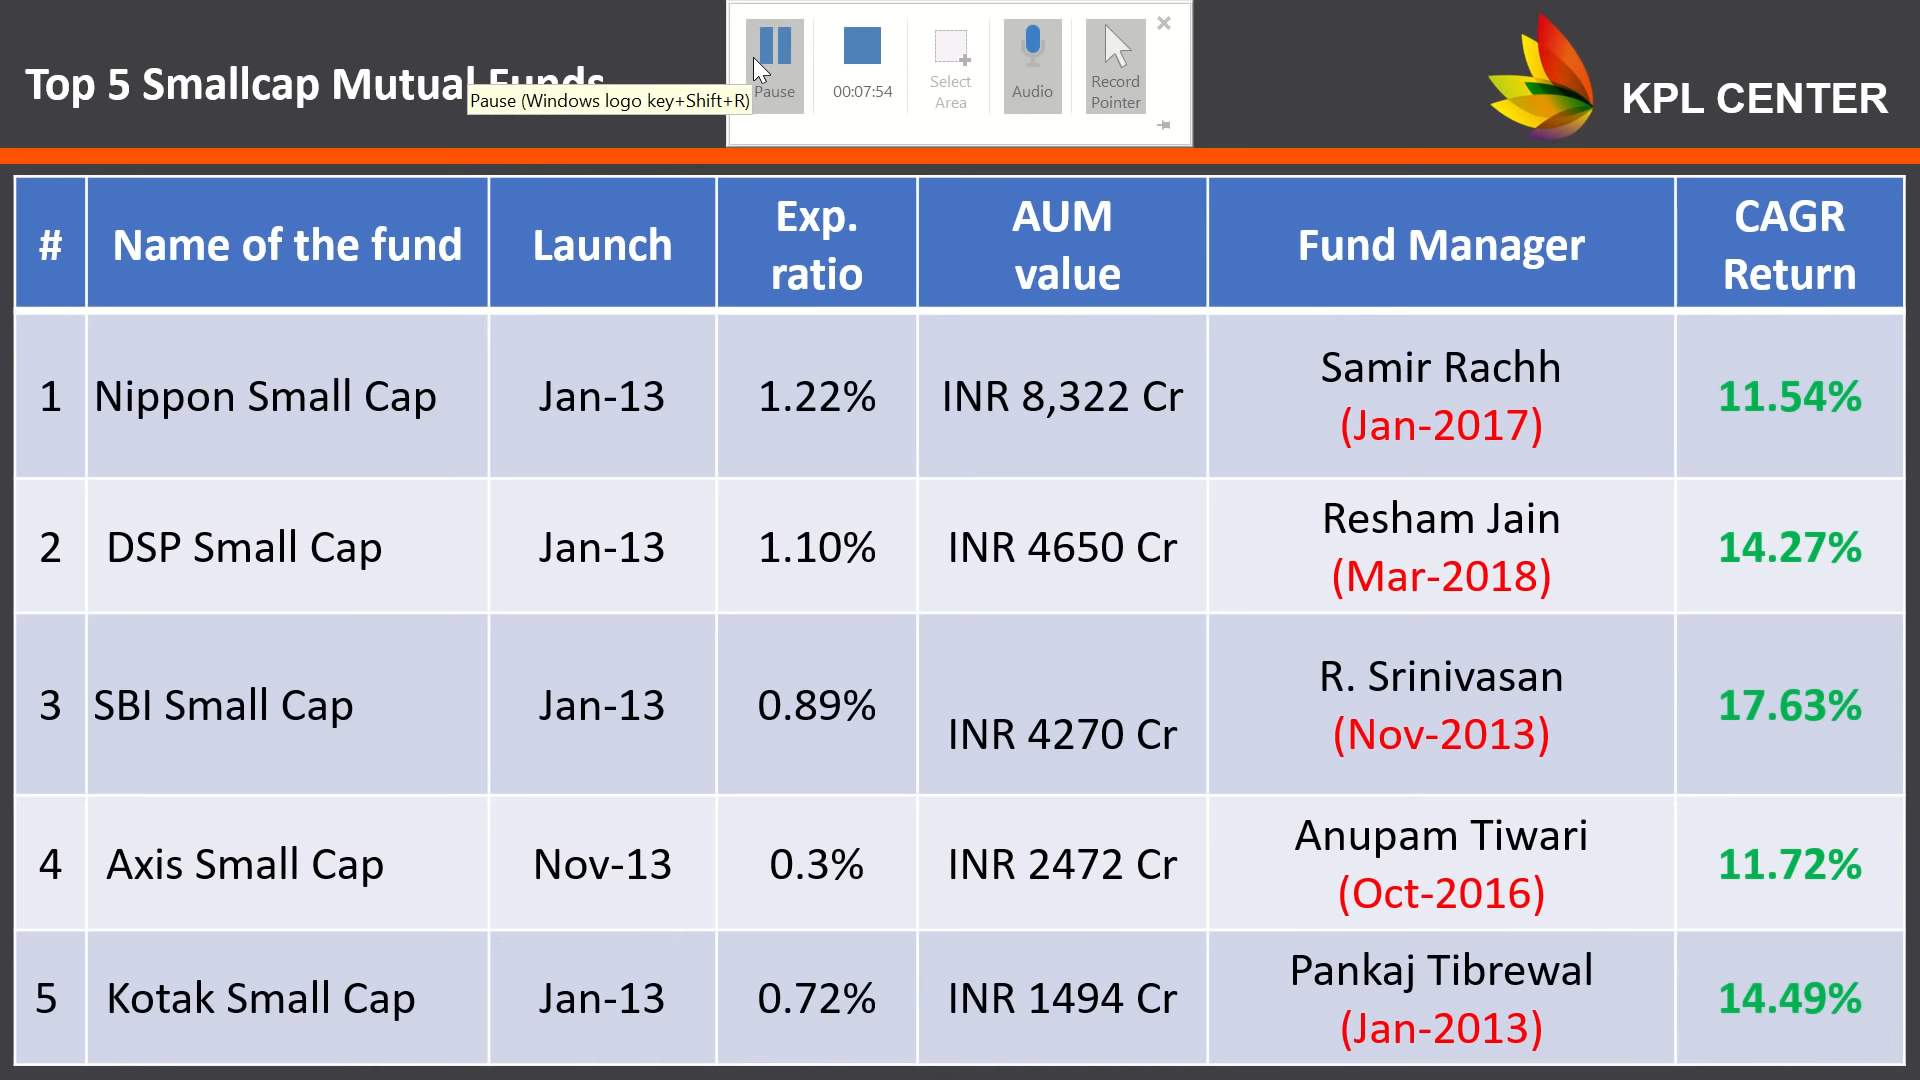 Top 5 Smallcap Mutual Funds
Pause (Windows logo key+Shift+R)
Pause
00:07:54
Select
Area
Audio
Record
Pointer
KPL CENTER
# Name of the fund Launch Exp. ratio AUM value Fund Manager CAGR Return
1 Nippon Small Cap Jan-13 1.22% INR 8,322 Cr Samir Rachh (Jan-2017) 11.54%
2 DSP Small Cap Jan-13 1.10% INR 4650 Cr Resham Jain (Mar-2018) 14.27%
3 SBI Small Cap Jan-13 0.89% INR 4270 Cr R. Srinivasan (Nov-2013) 17.63%
4 Axis Small Cap Nov-13 0.3% INR 2472 Cr Anupam Tiwari (Oct-2016) 11.72%
5 Kotak Small Cap Jan-13 0.72% INR 1494 Cr Pankaj Tibrewal (Jan-2013) 14.49%